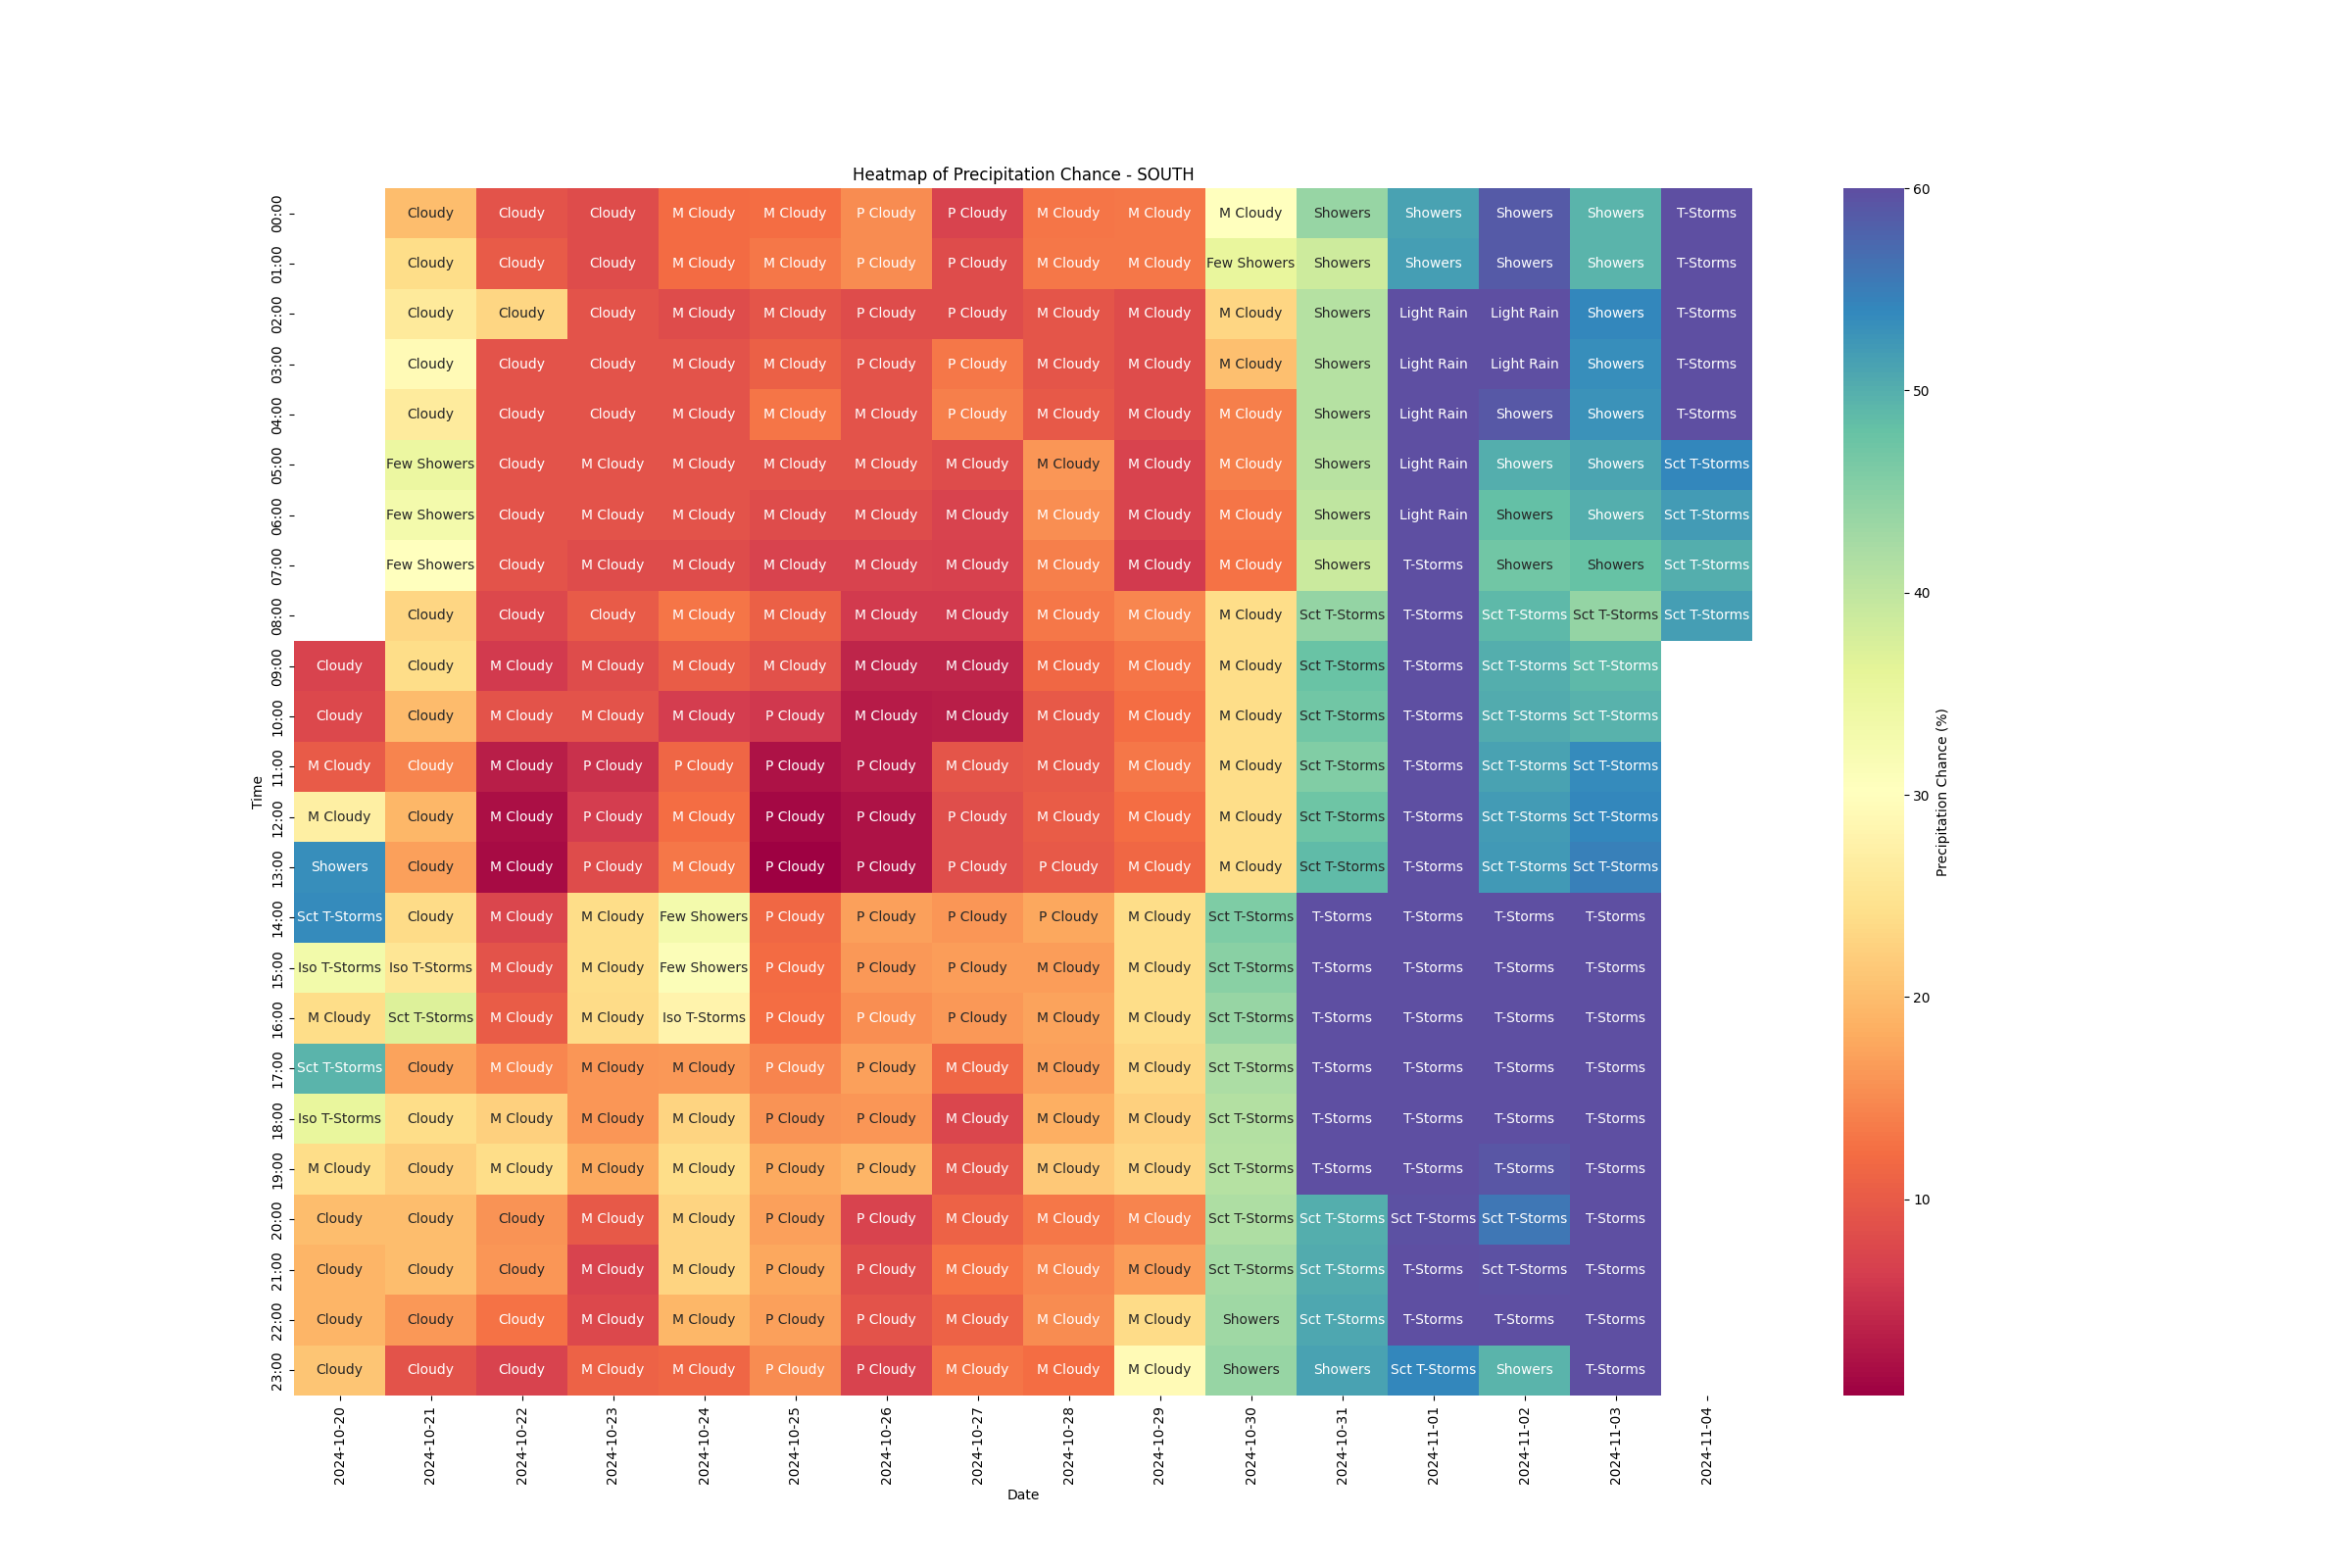 Heatmap of Precipitation Chance - SOUTH
00:00 Cloudy Cloudy Cloudy M Cloudy M Cloudy P Cloudy P Cloudy M Cloudy M Cloudy M Cloudy Showers Showers Showers Showers T-Storms
01:00 Cloudy Cloudy Cloudy M Cloudy M Cloudy P Cloudy P Cloudy M Cloudy M Cloudy Few Showers Showers Showers Showers Showers T-Storms
02:00 Cloudy Cloudy Cloudy M Cloudy M Cloudy P Cloudy P Cloudy M Cloudy M Cloudy M Cloudy Showers Light Rain Light Rain Showers T-Storms
03:00 Cloudy Cloudy Cloudy M Cloudy M Cloudy P Cloudy P Cloudy M Cloudy M Cloudy M Cloudy Showers Light Rain Light Rain Showers T-Storms
04:00 Cloudy Cloudy Cloudy M Cloudy M Cloudy M Cloudy P Cloudy M Cloudy M Cloudy M Cloudy Showers Light Rain Showers Showers T-Storms
05:00 Few Showers Cloudy M Cloudy M Cloudy M Cloudy M Cloudy M Cloudy M Cloudy M Cloudy M Cloudy Showers Light Rain Showers Showers Sct T-Storms
06:00 Few Showers Cloudy M Cloudy M Cloudy M Cloudy M Cloudy M Cloudy M Cloudy M Cloudy M Cloudy Showers Light Rain Showers Showers Sct T-Storms
07:00 Few Showers Cloudy M Cloudy M Cloudy M Cloudy M Cloudy M Cloudy M Cloudy M Cloudy M Cloudy Showers T-Storms Showers Showers Sct T-Storms
08:00 Cloudy Cloudy Cloudy M Cloudy M Cloudy M Cloudy M Cloudy M Cloudy M Cloudy M Cloudy Sct T-Storms T-Storms Sct T-Storms Sct T-Storms Sct T-Storms
09:00 Cloudy Cloudy M Cloudy M Cloudy M Cloudy M Cloudy M Cloudy M Cloudy M Cloudy M Cloudy M Cloudy Sct T-Storms T-Storms Sct T-Storms Sct T-Storms
10:00 Cloudy Cloudy M Cloudy M Cloudy M Cloudy P Cloudy M Cloudy M Cloudy M Cloudy M Cloudy M Cloudy Sct T-Storms T-Storms Sct T-Storms Sct T-Storms
11:00 M Cloudy Cloudy M Cloudy P Cloudy P Cloudy P Cloudy P Cloudy M Cloudy M Cloudy M Cloudy M Cloudy Sct T-Storms T-Storms Sct T-Storms Sct T-Storms
12:00 M Cloudy Cloudy M Cloudy P Cloudy M Cloudy P Cloudy P Cloudy P Cloudy M Cloudy M Cloudy M Cloudy Sct T-Storms T-Storms Sct T-Storms Sct T-Storms
13:00 Showers Cloudy M Cloudy P Cloudy M Cloudy P Cloudy P Cloudy P Cloudy P Cloudy M Cloudy M Cloudy Sct T-Storms T-Storms Sct T-Storms Sct T-Storms
14:00 Sct T-Storms Cloudy M Cloudy M Cloudy Few Showers P Cloudy P Cloudy P Cloudy P Cloudy M Cloudy Sct T-Storms T-Storms T-Storms T-Storms T-Storms
15:00 Iso T-Storms Iso T-Storms M Cloudy M Cloudy Few Showers P Cloudy P Cloudy P Cloudy M Cloudy M Cloudy Sct T-Storms T-Storms T-Storms T-Storms T-Storms
16:00 M Cloudy Sct T-Storms M Cloudy M Cloudy Iso T-Storms P Cloudy P Cloudy P Cloudy M Cloudy M Cloudy Sct T-Storms T-Storms T-Storms T-Storms T-Storms
17:00 Sct T-Storms Cloudy M Cloudy M Cloudy M Cloudy P Cloudy P Cloudy M Cloudy M Cloudy M Cloudy Sct T-Storms T-Storms T-Storms T-Storms T-Storms
18:00 Iso T-Storms Cloudy M Cloudy M Cloudy M Cloudy P Cloudy P Cloudy M Cloudy M Cloudy M Cloudy Sct T-Storms T-Storms T-Storms T-Storms T-Storms
19:00 M Cloudy Cloudy M Cloudy M Cloudy M Cloudy P Cloudy P Cloudy M Cloudy M Cloudy M Cloudy Sct T-Storms T-Storms T-Storms T-Storms T-Storms
20:00 Cloudy Cloudy Cloudy M Cloudy M Cloudy P Cloudy P Cloudy M Cloudy M Cloudy M Cloudy Sct T-Storms Sct T-Storms Sct T-Storms Sct T-Storms T-Storms
21:00 Cloudy Cloudy Cloudy M Cloudy M Cloudy P Cloudy P Cloudy M Cloudy M Cloudy M Cloudy Sct T-Storms Sct T-Storms T-Storms Sct T-Storms T-Storms
22:00 Cloudy Cloudy Cloudy M Cloudy M Cloudy P Cloudy P Cloudy M Cloudy M Cloudy M Cloudy Showers Sct T-Storms T-Storms T-Storms T-Storms
23:00 Cloudy Cloudy Cloudy M Cloudy M Cloudy P Cloudy P Cloudy M Cloudy M Cloudy M Cloudy Showers Showers Sct T-Storms Showers T-Storms
Time
2024-10-20 2024-10-21 2024-10-22 2024-10-23 2024-10-24 2024-10-25 2024-10-26 2024-10-27 2024-10-28 2024-10-29 2024-10-30 2024-10-31 2024-11-01 2024-11-02 2024-11-03 2024-11-04
Date
60
50
40
30
20
10
Precipitation Chance (%)